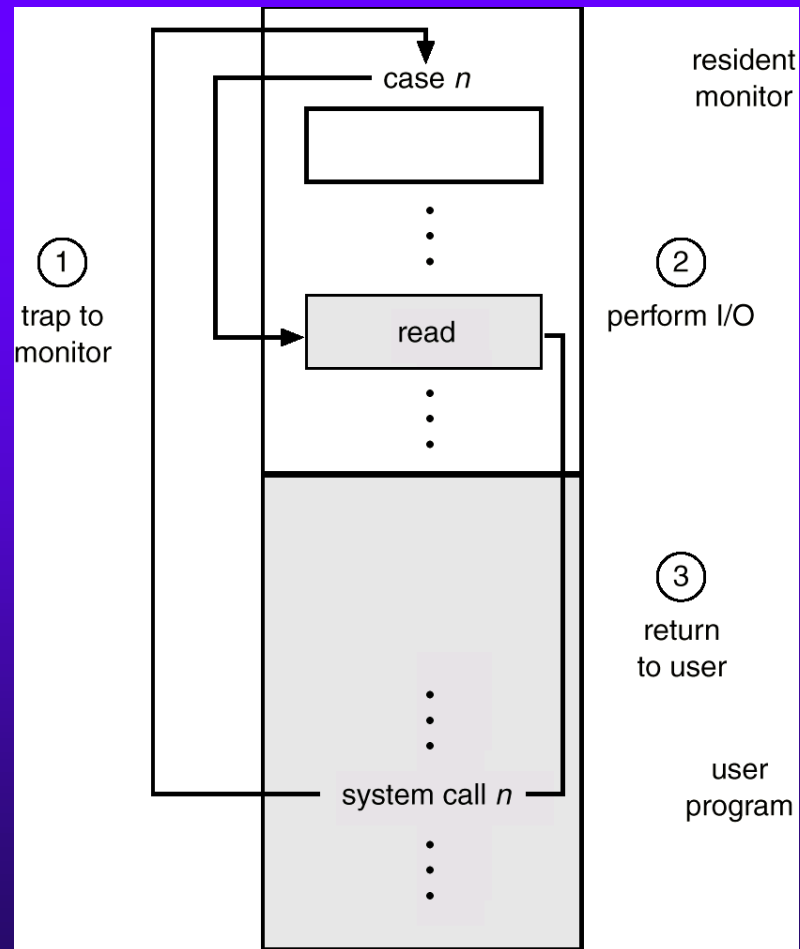 case n
resident
monitor
1
trap to
monitor
2
perform I/O
read
3
return
to user
system call n
user
program